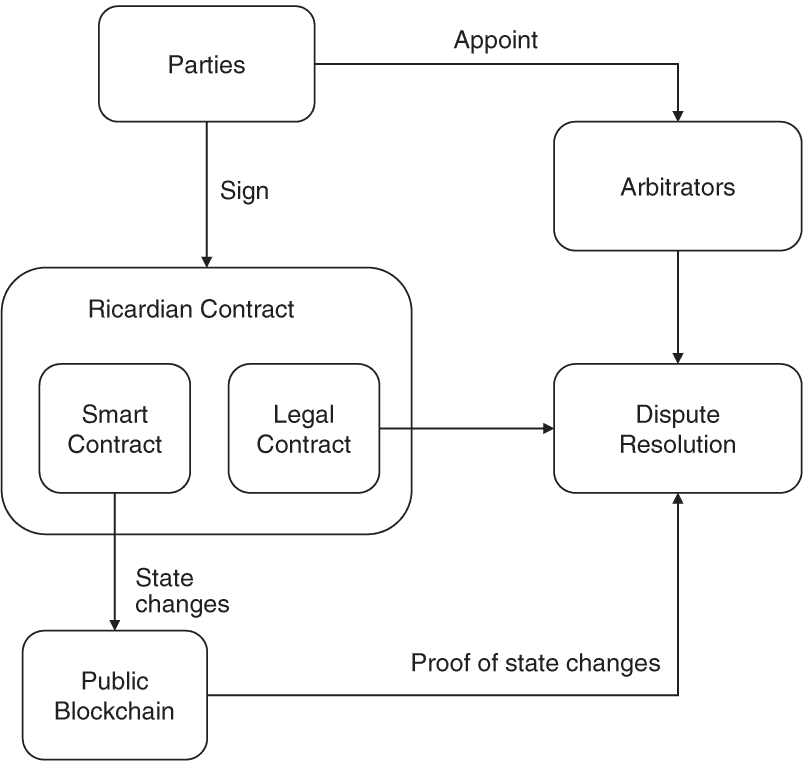 Parties
Appoint
Arbitrators
Sign
Ricardian Contract
Smart
Contract
Legal
Contract
Dispute
Resolution
State
changes
Proof of state changes
Public
Blockchain